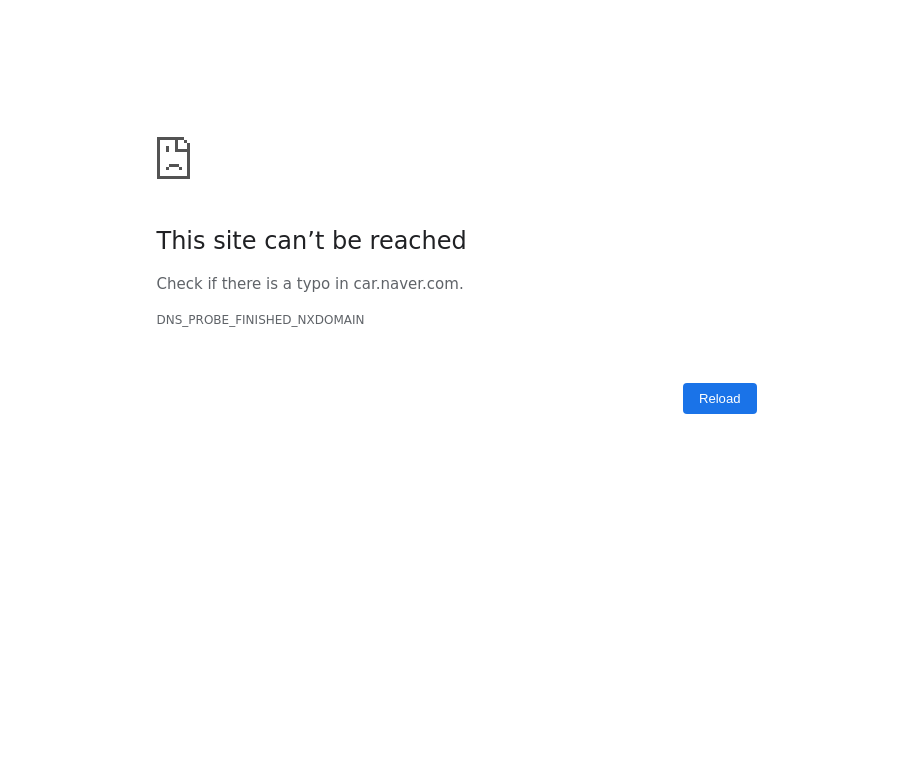 This site can’t be reached
Check if there is a typo in car.naver.com.
DNS_PROBE_FINISHED_NXDOMAIN
Reload